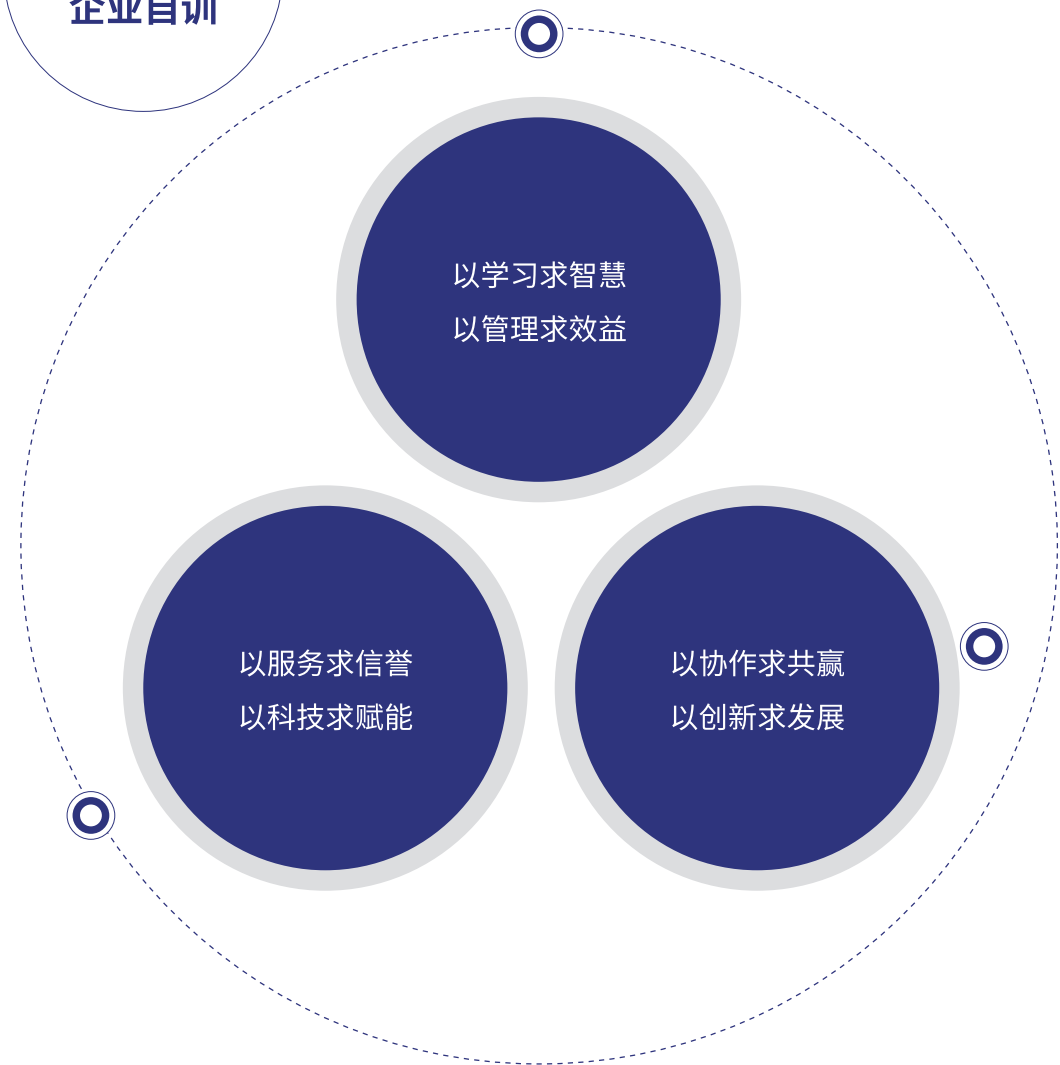 企业自训
以学习求智慧
以管理求效益
以服务求信誉
以科技求赋能
以协作求共赢
以创新求发展